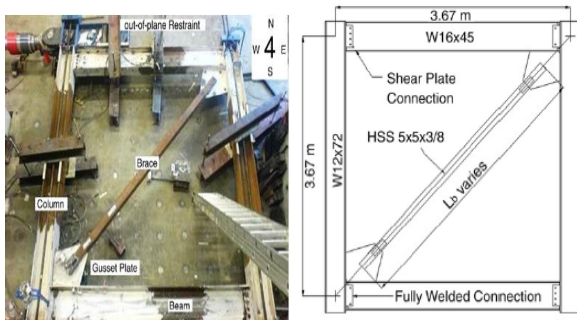 out-of-plane Restraint
N
W 4 E
S
Brace
Column
Gusset Plate
Beam
3.67 m
W16x45
Shear Plate
Connection
HSS 5x5x3/8
W12x72
3.67 m
Lb varies
Fully Welded Connection